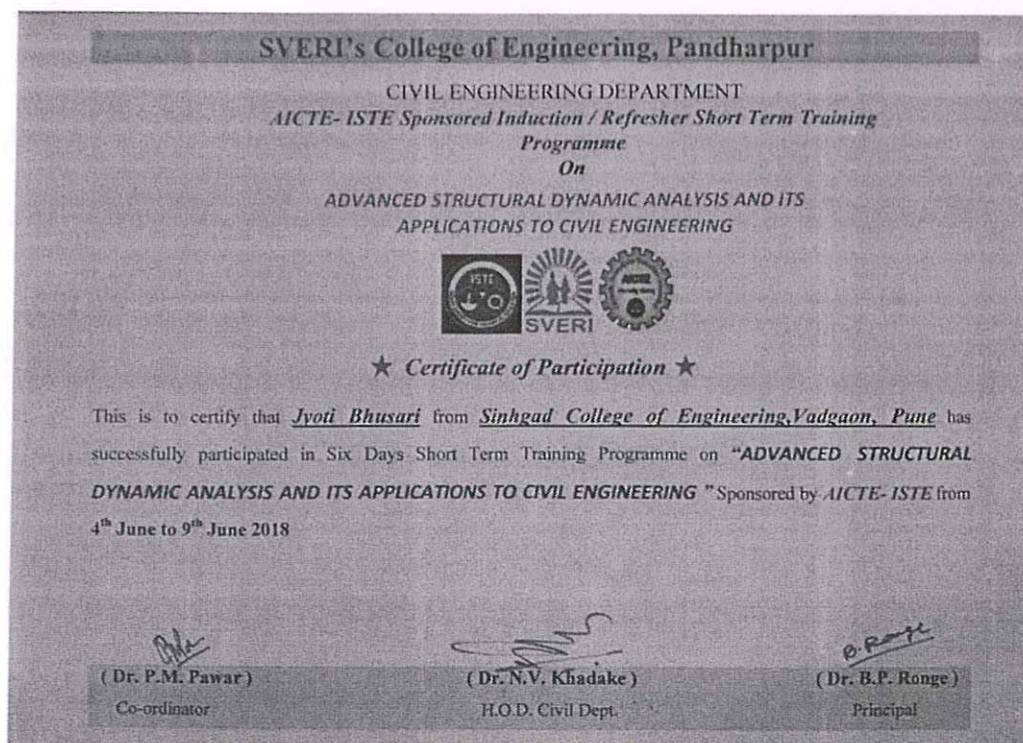 SVERI's College of Engineering, Pandharpur
CIVIL ENGINEERING DEPARTMENT
AICTE- ISTE Sponsored Induction / Refresher Short Term Training
Programme
On
ADVANCED STRUCTURAL DYNAMIC ANALYSIS AND ITS
APPLICATIONS TO CIVIL ENGINEERING
ISTE
AICTE
SVERI
★ Certificate of Participation ★
This is to certify that Jyoti Bhusari from Sinhgad College of Engineering,Vadgaon, Pune has
successfully participated in Six Days Short Term Training Programme on "ADVANCED STRUCTURAL
DYNAMIC ANALYSIS AND ITS APPLICATIONS TO CIVIL ENGINEERING " Sponsored by AICTE- ISTE from
4th June to 9th June 2018
B.Ronge
( Dr. P.M. Pawar ) ( Dr. N.V. Khadake ) ( Dr. B.P. Ronge )
Co-ordinator H.O.D. Civil Dept. Principal